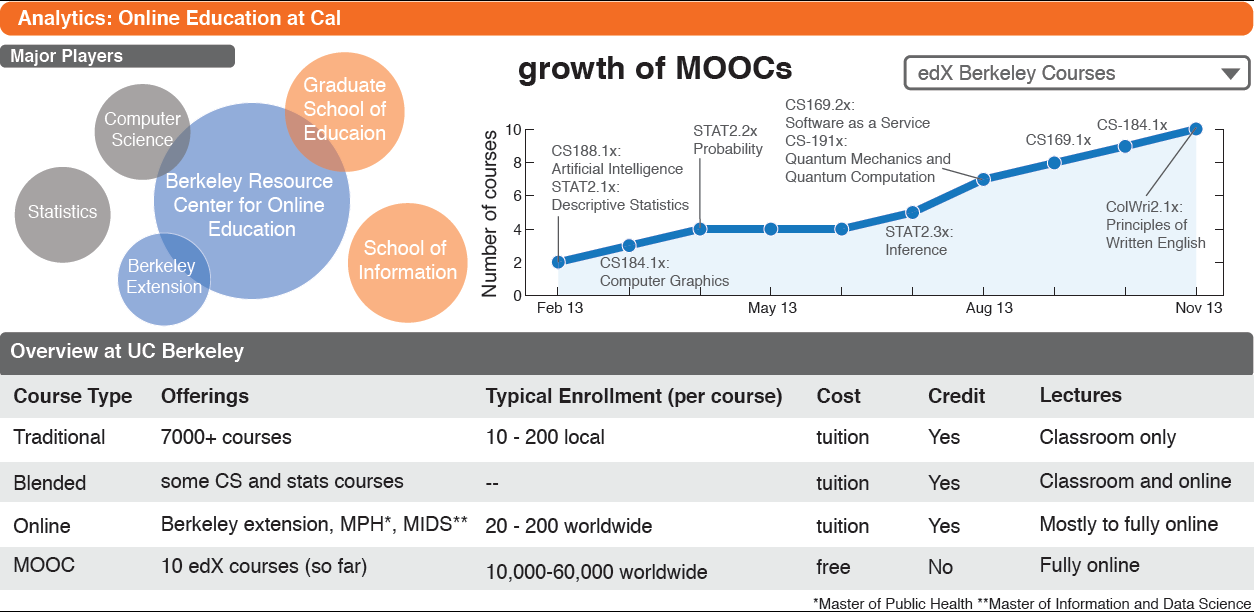 Analytics: Online Education at Cal
Major Players
Graduate
School of
Educaion
Computer
Science
Berkeley Resource
Center for Online
Education
Statistics
School of
Information
Berkeley
Extension
growth of MOOCs
edX Berkeley Courses
Number of courses
10
8
6
4
2
0
CS188.1x:
Artificial Intelligence
STAT2.1x:
Descriptive Statistics
CS184.1x:
Computer Graphics
STAT2.2x
Probability
CS169.2x:
Software as a Service
CS-191x:
Quantum Mechanics and
Quantum Computation
STAT2.3x:
Inference
CS169.1x
CS-184.1x
ColWri2.1x:
Principles of
Written English
Feb 13
May 13
Aug 13
Nov 13
Overview at UC Berkeley
Course Type Offerings Typical Enrollment (per course) Cost Credit Lectures
Traditional 7000+ courses 10 - 200 local tuition Yes Classroom only
Blended some CS and stats courses -- tuition Yes Classroom and online
Online Berkeley extension, MPH*, MIDS** 20 - 200 worldwide tuition Yes Mostly to fully online
MOOC 10 edX courses (so far) 10,000-60,000 worldwide free No Fully online
*Master of Public Health **Master of Information and Data Science